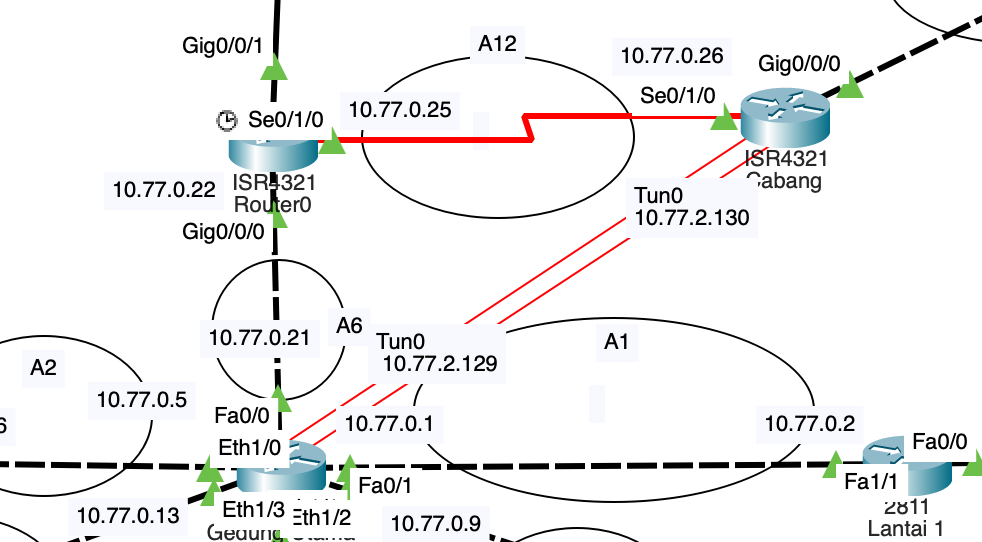 A12
10.77.0.26
Gig0/0/1
Gig0/0/0
Se0/1/0
10.77.0.25
Se0/1/0
ISR4321
Router0
ISR4321
Cabang
10.77.0.22
Tun0
10.77.2.130
Gig0/0/0
A6
10.77.0.21
Tun0
10.77.2.129
A1
A2
10.77.0.5
6
Fa0/0
10.77.0.1
10.77.0.2
Eth1/0
Fa0/0
Fa0/1
Fa1/1
10.77.0.13
Eth1/3
Eth1/2
10.77.0.9
Gedung Utama
2811
Lantai 1